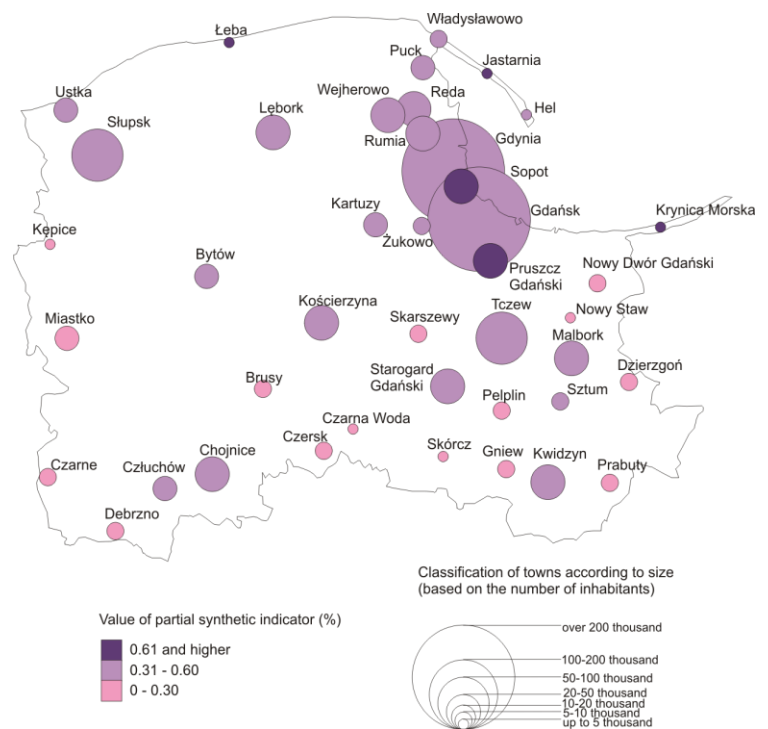 Władysławowo
Łeba
Puck
Jastarnia
Ustka
Wejherowo
Reda
Hel
Słupsk
Lębork
Rumia
Gdynia
Sopot
Kartuzy
Gdańsk
Krynica Morska
Kępice
Żukowo
Bytów
Pruszcz
Gdański
Nowy Dwór Gdański
Kościerzyna
Tczew
Nowy Staw
Miastko
Skarszewy
Malbork
Dzierzgoń
Starogard
Gdański
Brusy
Pelplin
Sztum
Czarna Woda
Czersk
Chojnice
Skórcz
Gniew
Kwidzyn
Prabuty
Czarne
Człuchów
Debrzno
Classification of towns according to size
(based on the number of inhabitants)
Value of partial synthetic indicator (%)
0.61 and higher
0.31 - 0.60
0 - 0.30
over 200 thousand
100-200 thousand
50-100 thousand
20-50 thousand
10-20 thousand
5-10 thousand
up to 5 thousand